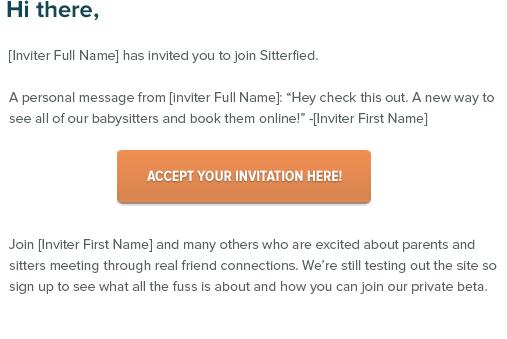 Hi there,
[Inviter Full Name] has invited you to join Sitterfied.
A personal message from [inviter Full Name]: “Hey check this out. A new way to
see all of our babysitters and book them online!” -[Inviter First Name]
ACCEPT YOUR INVITATION HERE!
Join [Inviter First Name] and many others who are excited about parents and
sitters meeting through real friend connections. We’re still testing out the site so
sign up to see what all the fuss is about and how you can join our private beta.